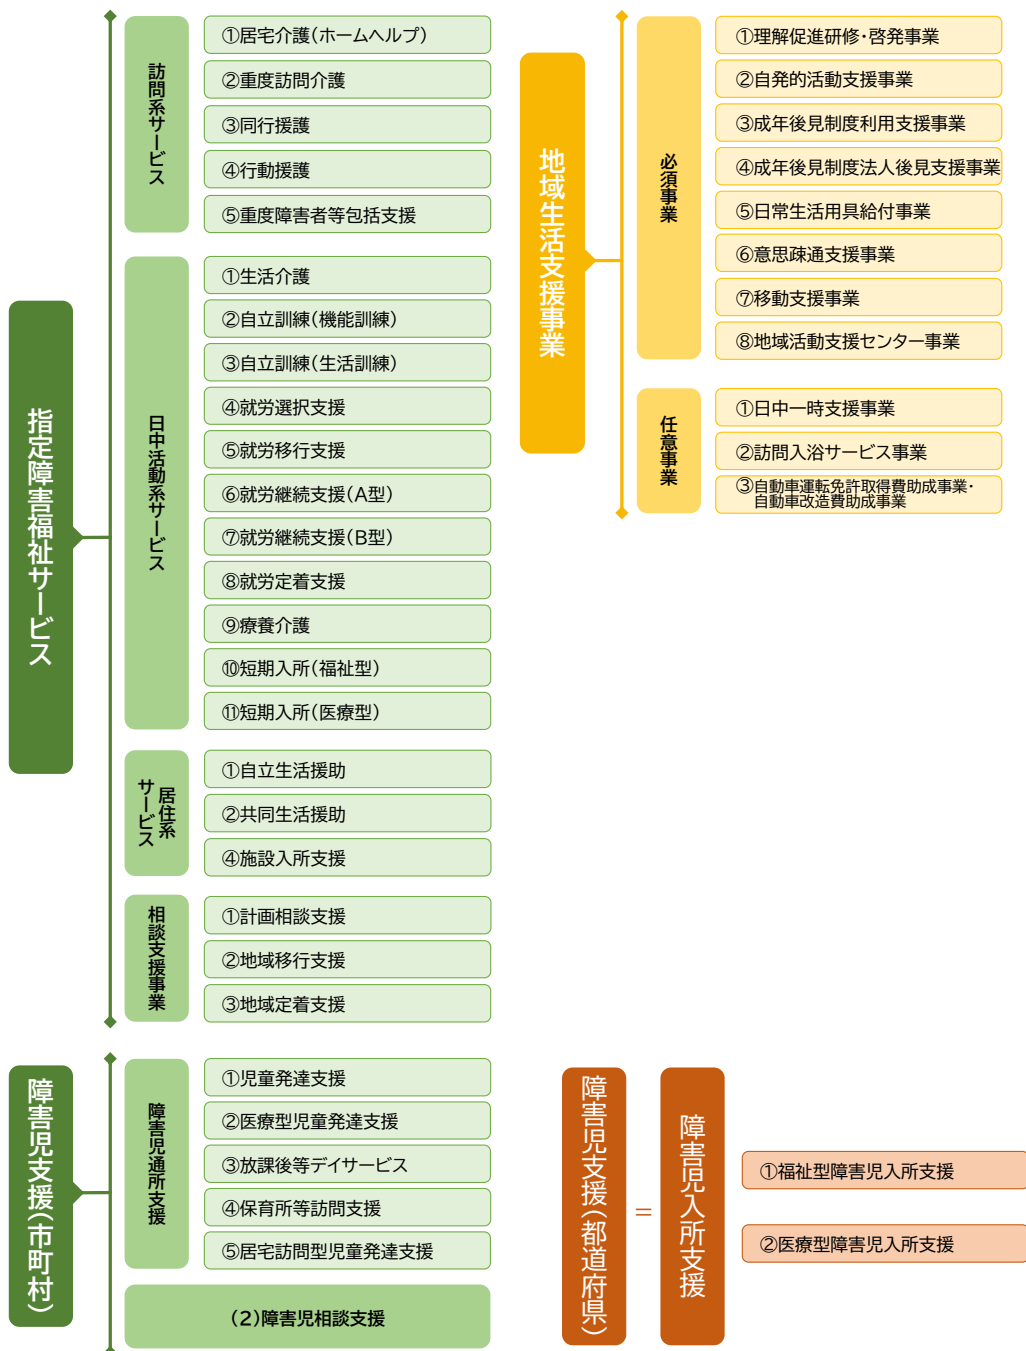 指定障害福祉サービス
訪問系サービス
①居宅介護(ホームヘルプ)
②重度訪問介護
③同行援護
④行動援護
⑤重度障害者等包括支援
日中活動系サービス
①生活介護
②自立訓練(機能訓練)
③自立訓練(生活訓練)
④就労選択支援
⑤就労移行支援
⑥就労継続支援(A型)
⑦就労継続支援(B型)
⑧就労定着支援
⑨療養介護
⑩短期入所(福祉型)
⑪短期入所(医療型)
居住系
サービス
①自立生活援助
②共同生活援助
④施設入所支援
相談支援事業
①計画相談支援
②地域移行支援
③地域定着支援
地域生活支援事業
必須事業
①理解促進研修・啓発事業
②自発的活動支援事業
③成年後見制度利用支援事業
④成年後見制度法人後見支援事業
⑤日常生活用具給付事業
⑥意思疎通支援事業
⑦移動支援事業
⑧地域活動支援センター事業
任意事業
①日中一時支援事業
②訪問入浴サービス事業
③自動車運転免許取得費助成事業・
自動車改造費助成事業
障害児支援(市町村)
障害児通所支援
①児童発達支援
②医療型児童発達支援
③放課後等デイサービス
④保育所等訪問支援
⑤居宅訪問型児童発達支援
(2)障害児相談支援
障害児支援(都道府県)
=
障害児入所支援
①福祉型障害児入所支援
②医療型障害児入所支援